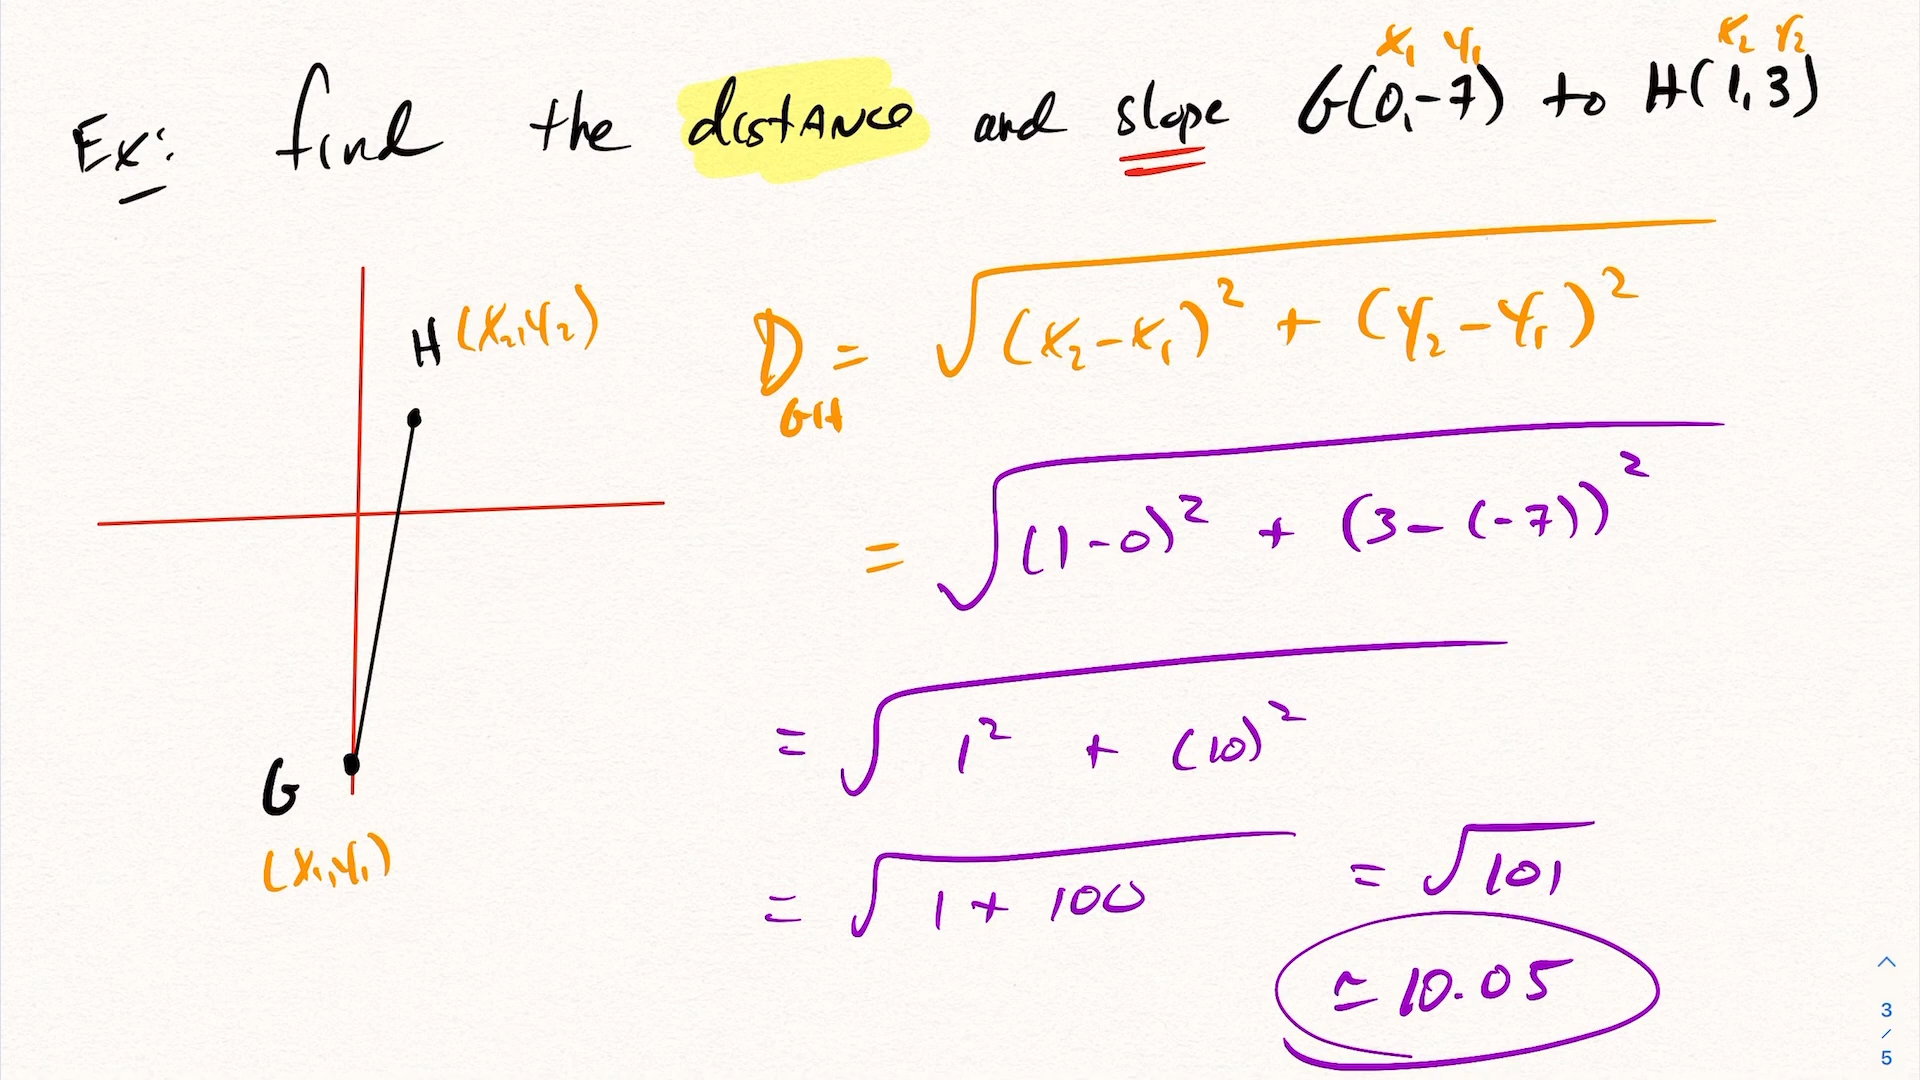 x₁ y₁ x₂ y₂
Ex: find the distance and slope G(0,-7) to H(1,3)
H (x₂,y₂)
G
(x₁,y₁)
D_GH = √((x₂-x₁)² + (y₂-y₁)²)
= √((1-0)² + (3-(-7))²)
= √(1² + (10)²)
= √(1 + 100) = √101
≃ 10.05
3
/
5